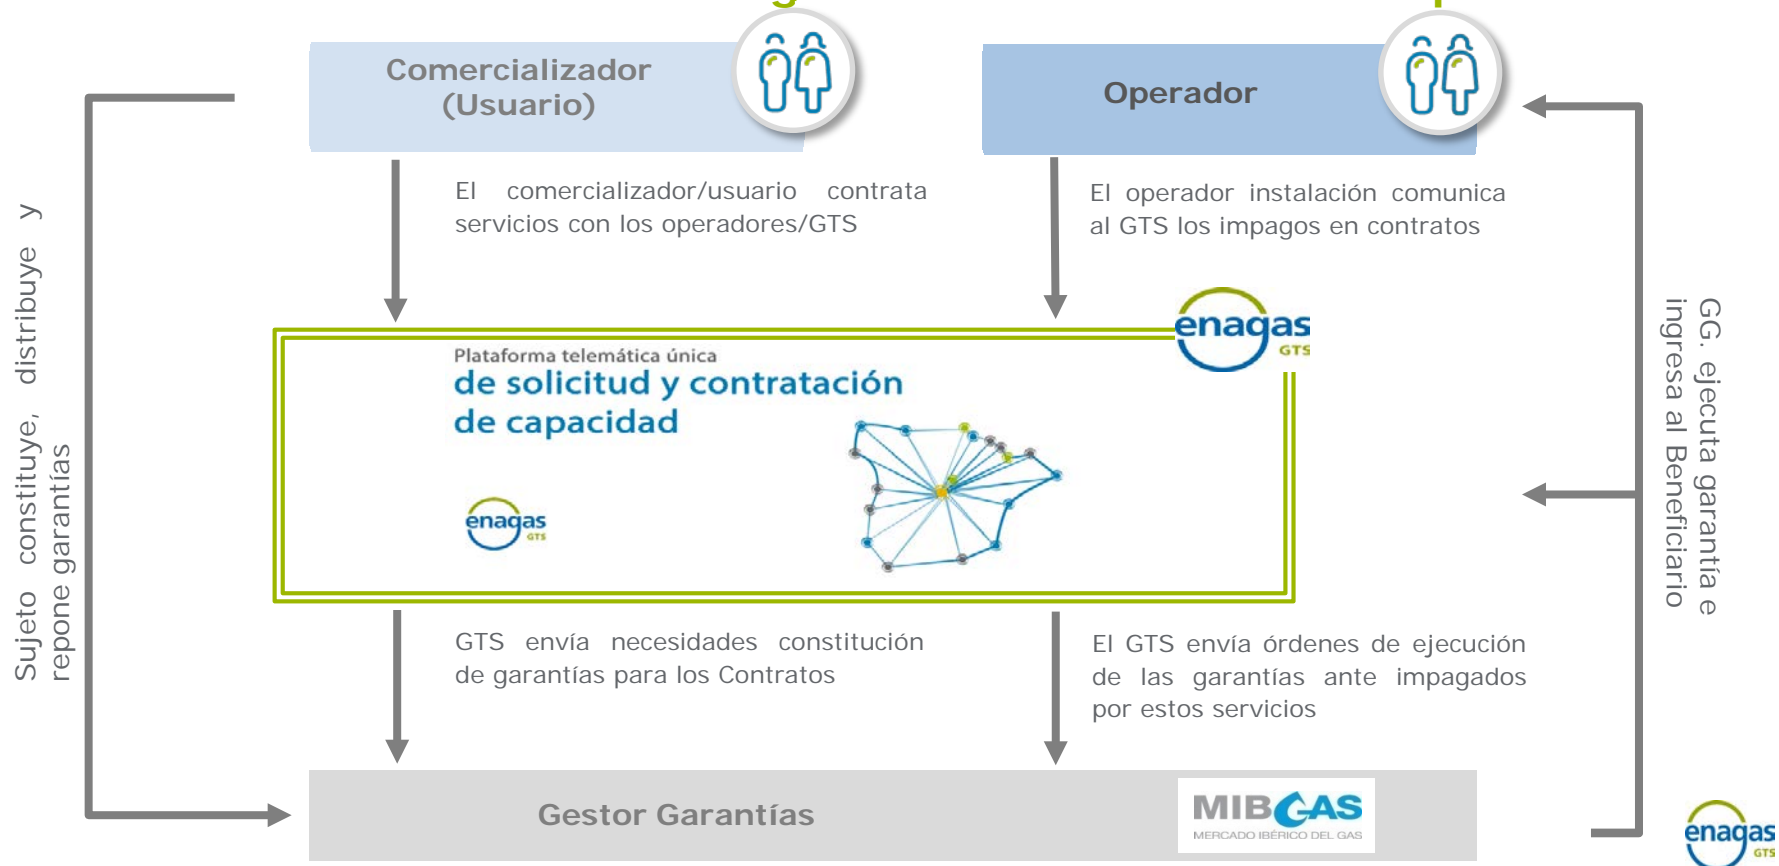 Comercializador
(Usuario)
Operador
El comercializador/usuario contrata
servicios con los operadores/GTS
El operador instalación comunica
al GTS los impagos en contratos
Sujeto constituye, distribuye y
repone garantías
GG. ejecuta garantía e
ingresa al Beneficiario
enagas
GTS
Plataforma telemática única
de solicitud y contratación
de capacidad
enagas
GTS
GTS envía necesidades constitución
de garantías para los Contratos
El GTS envía órdenes de ejecución
de las garantías ante impagados
por estos servicios
Gestor Garantías
MIBGAS
MERCADO IBÉRICO DEL GAS
enagas
GTS